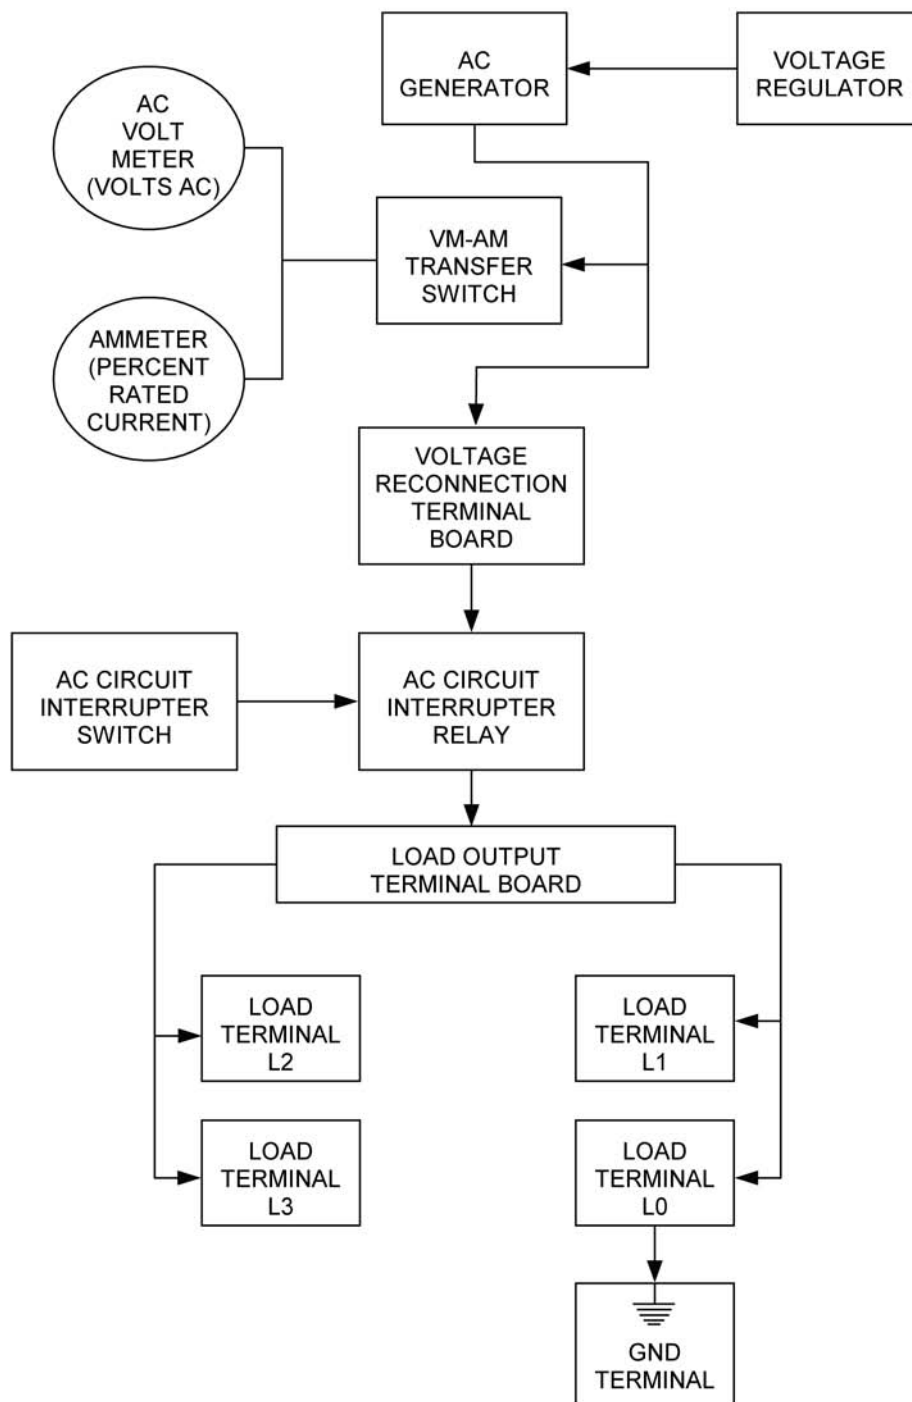 AC
GENERATOR
VOLTAGE
REGULATOR
AC
VOLT
METER
(VOLTS AC)
VM-AM
TRANSFER
SWITCH
AMMETER
(PERCENT
RATED
CURRENT)
VOLTAGE
RECONNECTION
TERMINAL
BOARD
AC CIRCUIT
INTERRUPTER
SWITCH
AC CIRCUIT
INTERRUPTER
RELAY
LOAD OUTPUT
TERMINAL BOARD
LOAD
TERMINAL
L2
LOAD
TERMINAL
L1
LOAD
TERMINAL
L3
LOAD
TERMINAL
L0
GND
TERMINAL